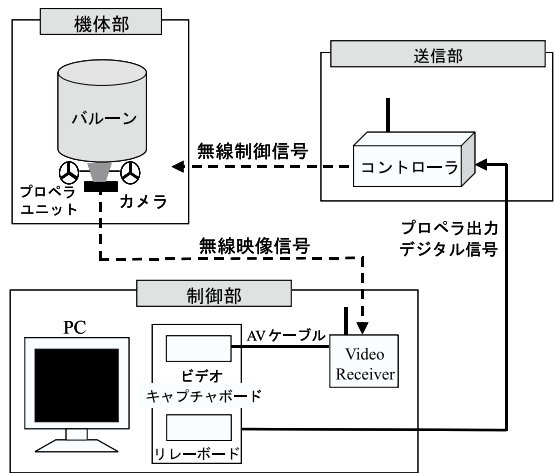 機体部
バルーン
プロペラ
ユニット
カメラ
送信部
コントローラ
無線制御信号
プロペラ出力
デジタル信号
無線映像信号
制御部
PC
AVケーブル
ビデオ
キャプチャボード
リレーボード
Video
Receiver